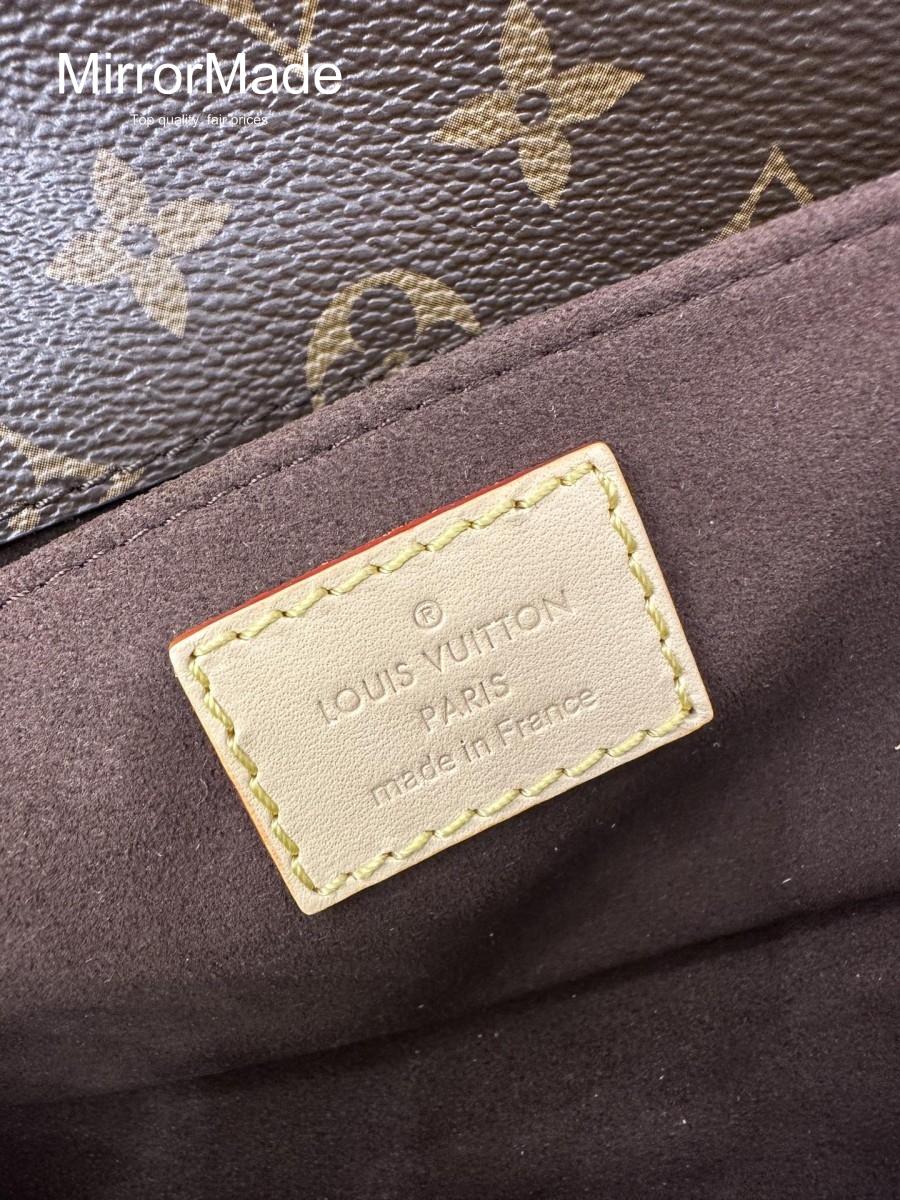 MirrorMade
Top quality, fair prices
®
LOUIS VUITTON
PARIS
made in France